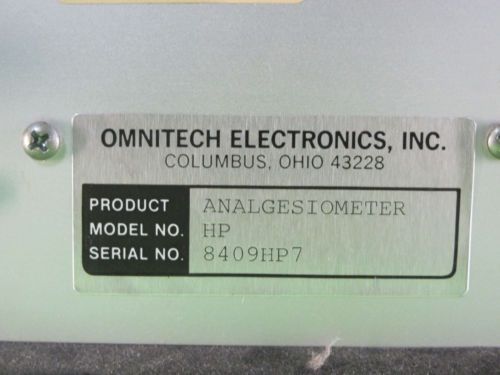 OMNITECH ELECTRONICS, INC.
COLUMBUS, OHIO 43228
PRODUCT ANALGESIOMETER
MODEL NO. HP
SERIAL NO. 8409HP7